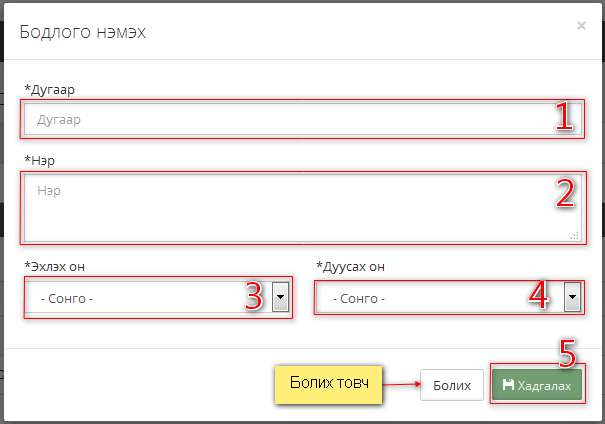 Бодлого нэмэх ×
*Дугаар
Дугаар 1
*Нэр
Нэр 2
*Эхлэх он *Дуусах он
- Сонго - 3 - Сонго - 4
5
Болих товч Болих Хадгалах